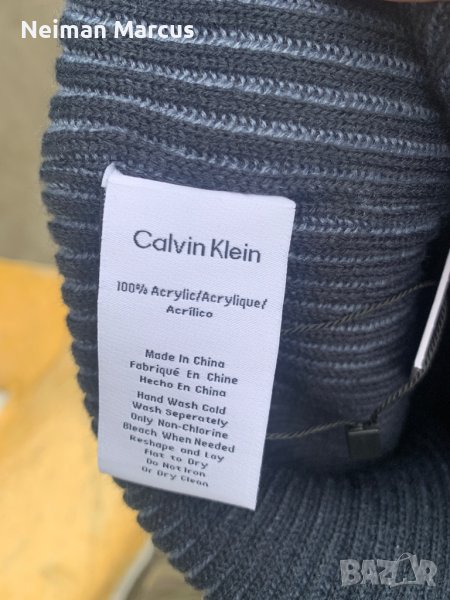 Neiman Marcus
Calvin Klein
100% Acrylic/Acrylique/
Acrílico
Made In China
Fabriqué En Chine
Hecho En China
Hand Wash Cold
Wash Seperately
Only Non-Chlorine
Bleach When Needed
Reshape and Lay
Flat to Dry
Do Not Iron
Or Dry Clean
BAZAR